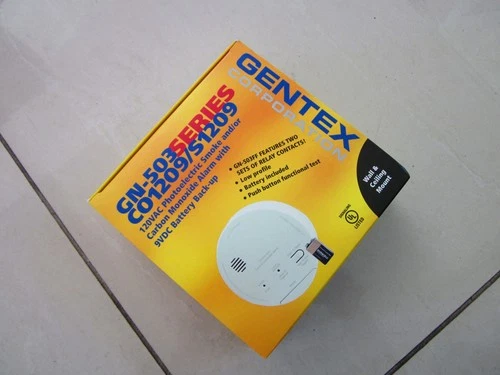 GENTEX
CORPORATION
GN-503 SERIES
CO1209/S1209
120VAC Photoelectric Smoke and/or
Carbon Monoxide Alarm with
9VDC Battery Back-up
• GN-503FF FEATURES TWO
SETS OF RELAY CONTACTS!
• Low profile
• Battery included
• Push button functional test
Wall &
Ceiling
Mount
UL
LISTED